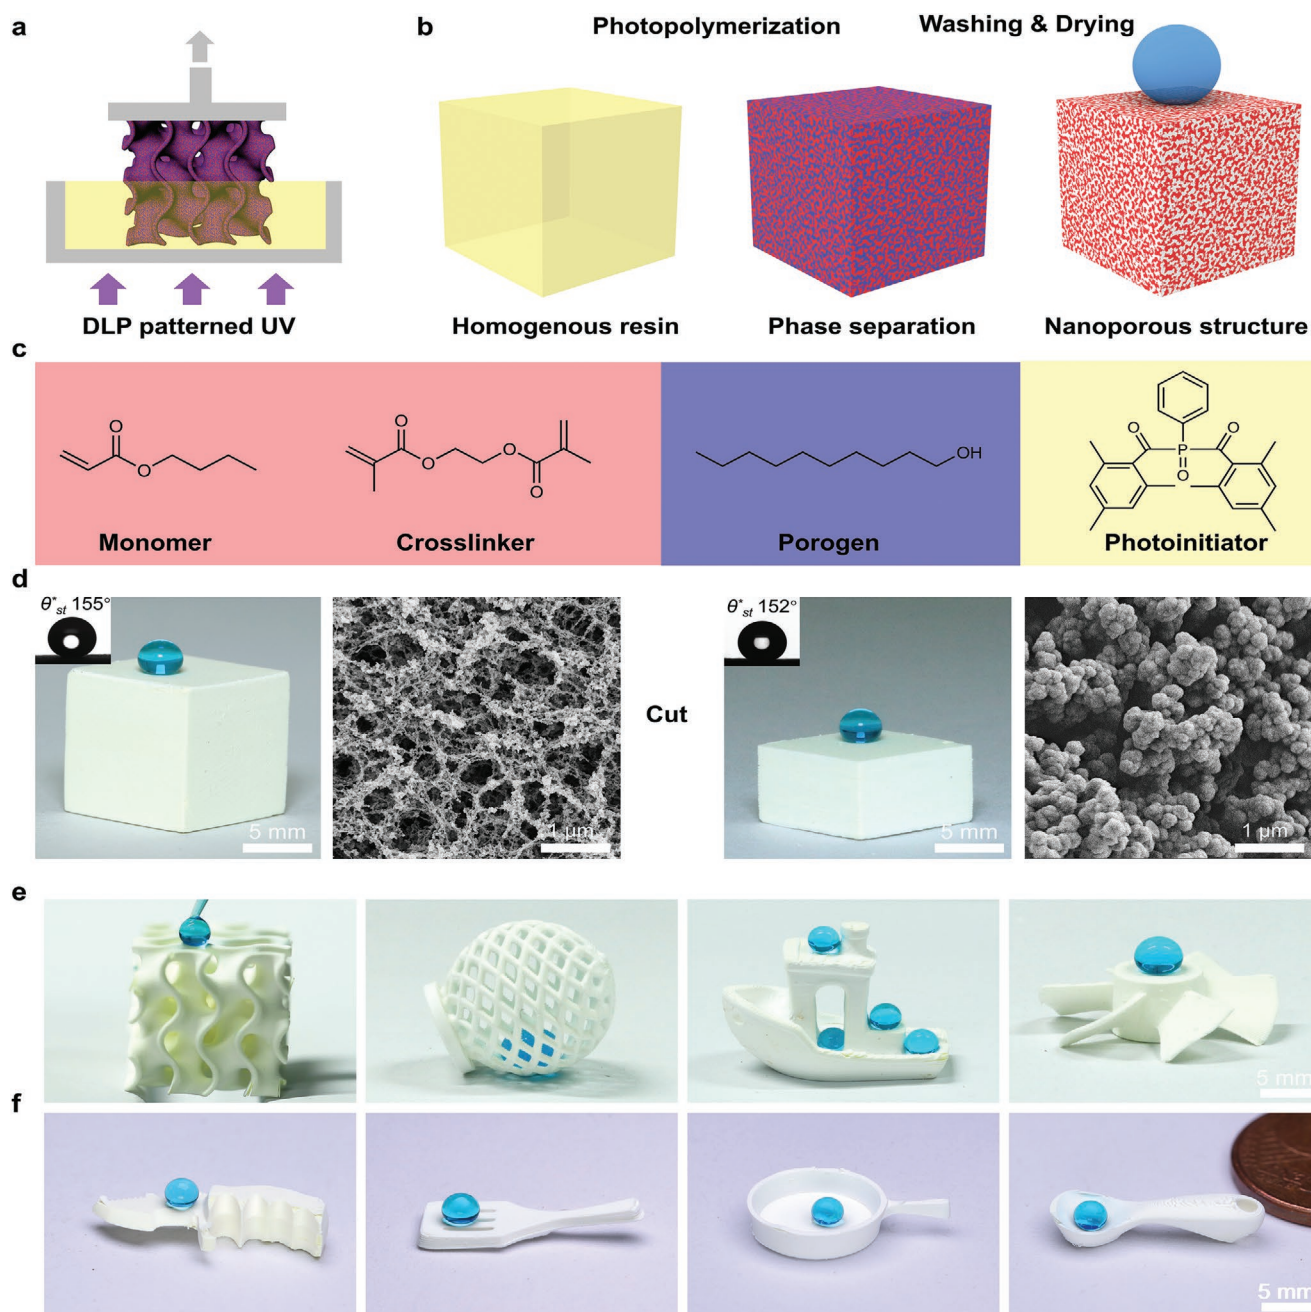 a
DLP patterned UV
b
Photopolymerization
Washing & Drying
Homogenous resin
Phase separation
Nanoporous structure
c
O
O
Monomer
O
O
O
O
Crosslinker
OH
Porogen
O
P
O
O
Photoinitiator
d
θ*st 155°
5 mm
1 µm
Cut
θ*st 152°
5 mm
1 µm
e
5 mm
f
5 mm